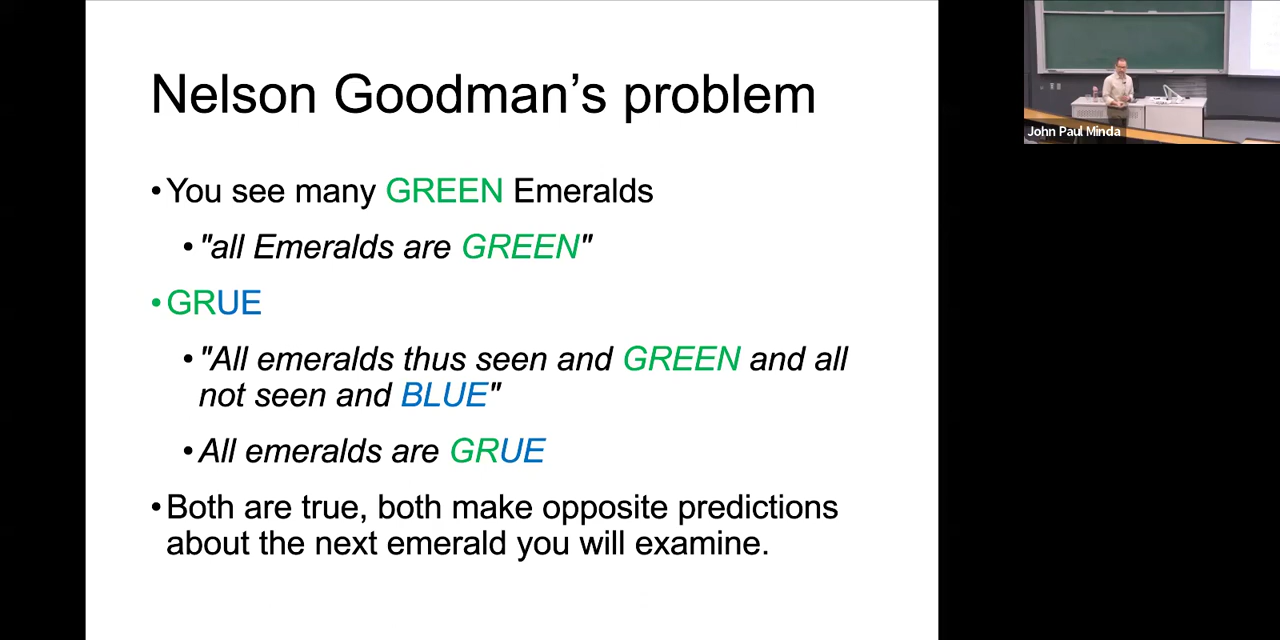 Nelson Goodman’s problem
•You see many GREEN Emeralds
•"all Emeralds are GREEN"
•GRUE
•"All emeralds thus seen and GREEN and all
not seen and BLUE"
•All emeralds are GRUE
•Both are true, both make opposite predictions
about the next emerald you will examine.
John Paul Minda